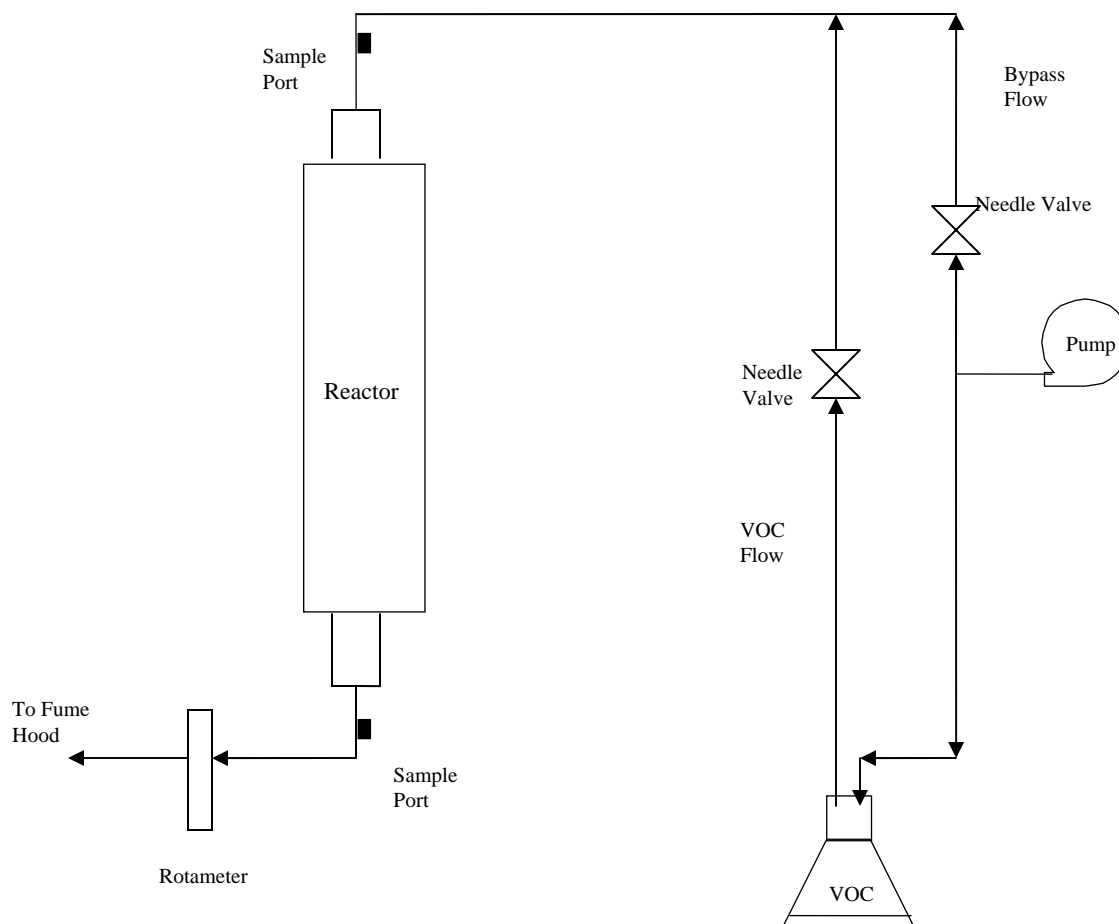 Sample
Port
Bypass
Flow
Needle Valve
Pump
Needle
Valve
Reactor
VOC
Flow
To Fume
Hood
Sample
Port
Rotameter
VOC